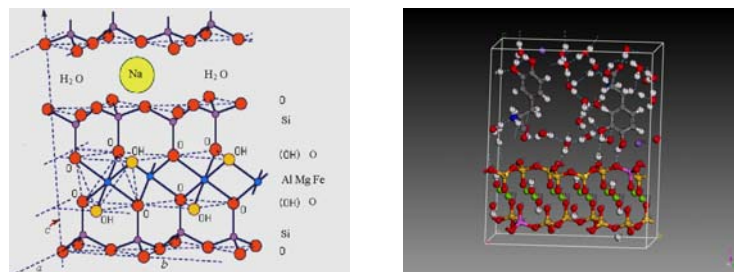 H₂O Na H₂O
O
Si
OH
O O OH
(OH) O
Al Mg Fe
O OH O OH O
(OH) O
c
Si
O
a b